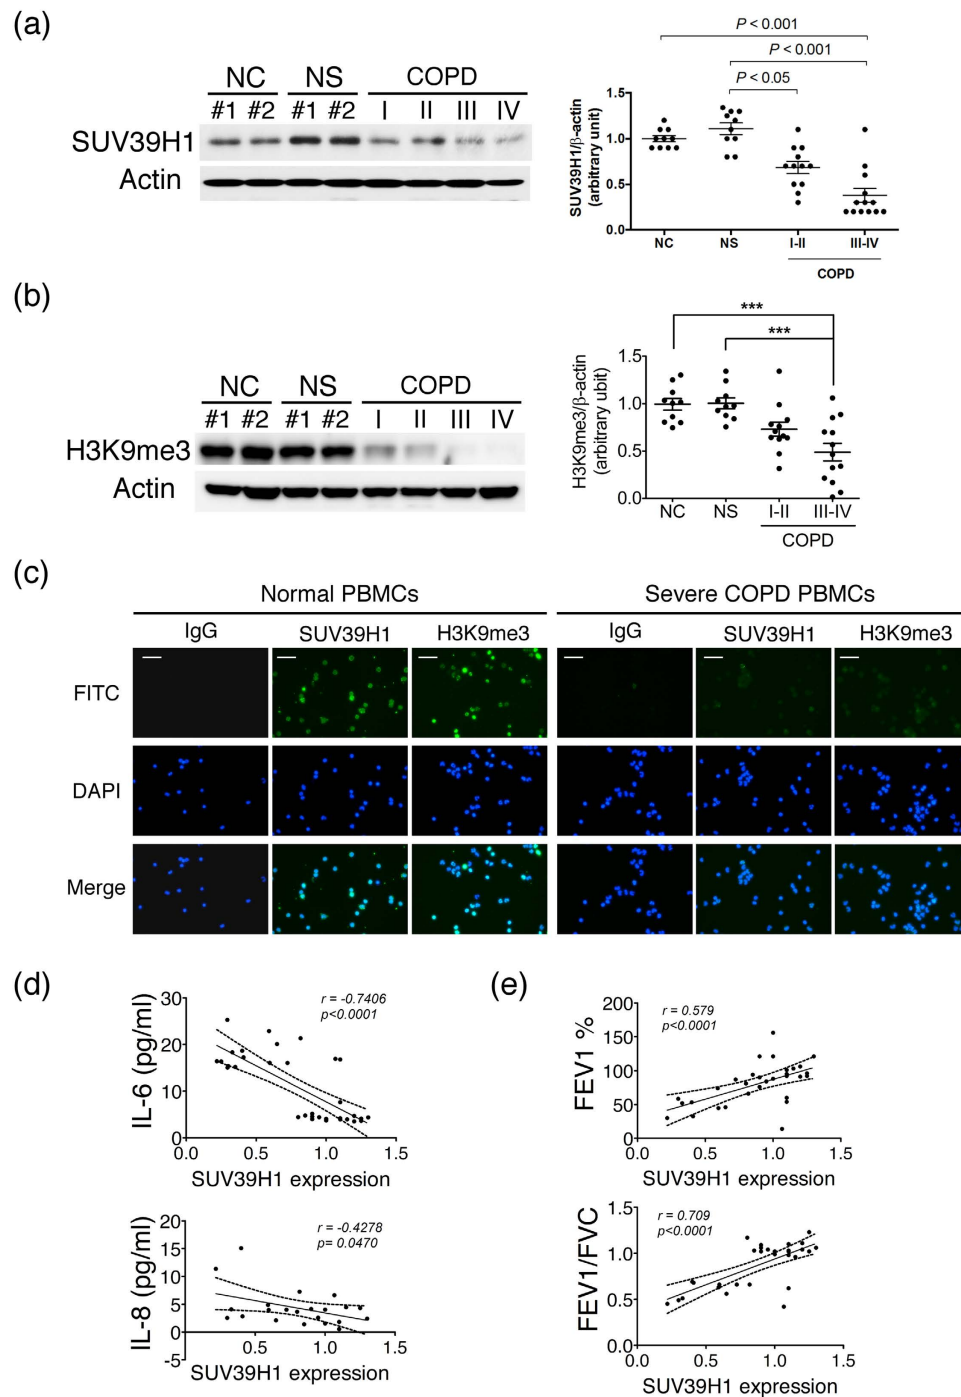 (a)
NC NS COPD
#1 #2 #1 #2 I II III IV
SUV39H1
Actin
P < 0.001
P < 0.001
P < 0.05
SUV39H1/β-actin
(arbitrary unit)
1.5
1.0
0.5
0.0
NC NS I-II III-IV
COPD
(b)
NC NS COPD
#1 #2 #1 #2 I II III IV
H3K9me3
Actin
***
***
H3K9me3/β-actin
(arbitrary ubit)
1.5
1.0
0.5
0.0
NC NS I-II III-IV
COPD
(c)
Normal PBMCs Severe COPD PBMCs
IgG SUV39H1 H3K9me3 IgG SUV39H1 H3K9me3
FITC
DAPI
Merge
(d)
r = -0.7406
p<0.0001
IL-6 (pg/ml)
30
20
10
0
0.0 0.5 1.0 1.5
SUV39H1 expression
r = -0.4278
p= 0.0470
IL-8 (pg/ml)
20
15
10
5
0
-5
0.0 0.5 1.0 1.5
SUV39H1 expression
(e)
r = 0.579
p<0.0001
FEV1 %
200
150
100
50
0
0.0 0.5 1.0 1.5
SUV39H1 expression
r = 0.709
p<0.0001
FEV1/FVC
1.5
1.0
0.5
0.0
0.0 0.5 1.0 1.5
SUV39H1 expression